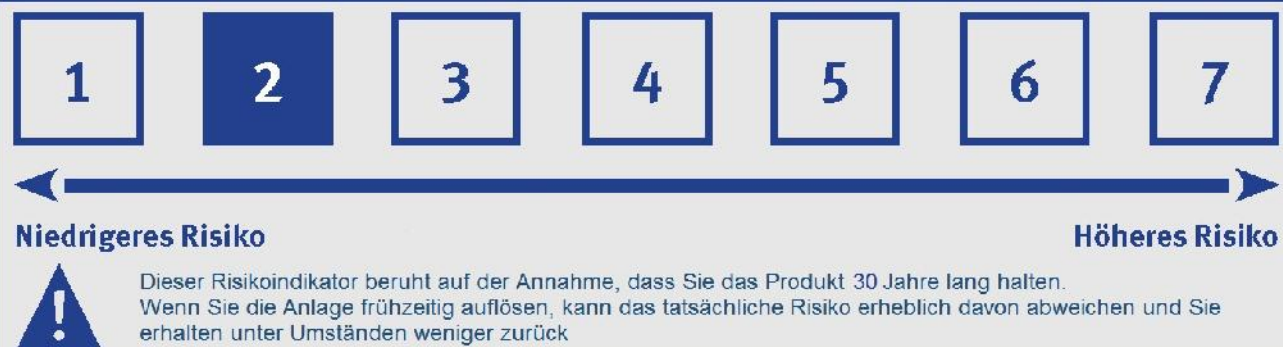 1 2 3 4 5 6 7
Niedrigeres Risiko Höheres Risiko
Dieser Risikoindikator beruht auf der Annahme, dass Sie das Produkt 30 Jahre lang halten.
Wenn Sie die Anlage frühzeitig auflösen, kann das tatsächliche Risiko erheblich davon abweichen und Sie
erhalten unter Umständen weniger zurück